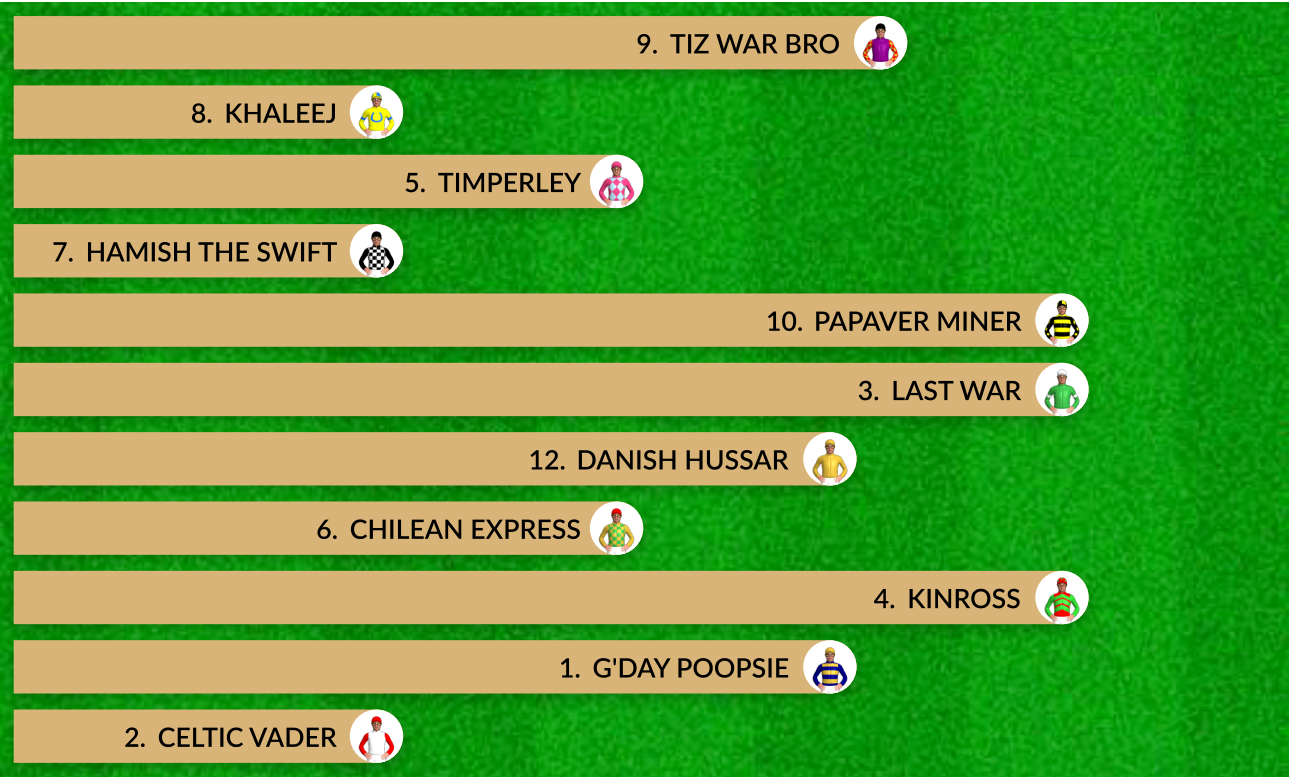 9. TIZ WAR BRO
8. KHALEEJ
5. TIMPERLEY
7. HAMISH THE SWIFT
10. PAPAVER MINER
3. LAST WAR
12. DANISH HUSSAR
6. CHILEAN EXPRESS
4. KINROSS
1. G'DAY POOPSIE
2. CELTIC VADER